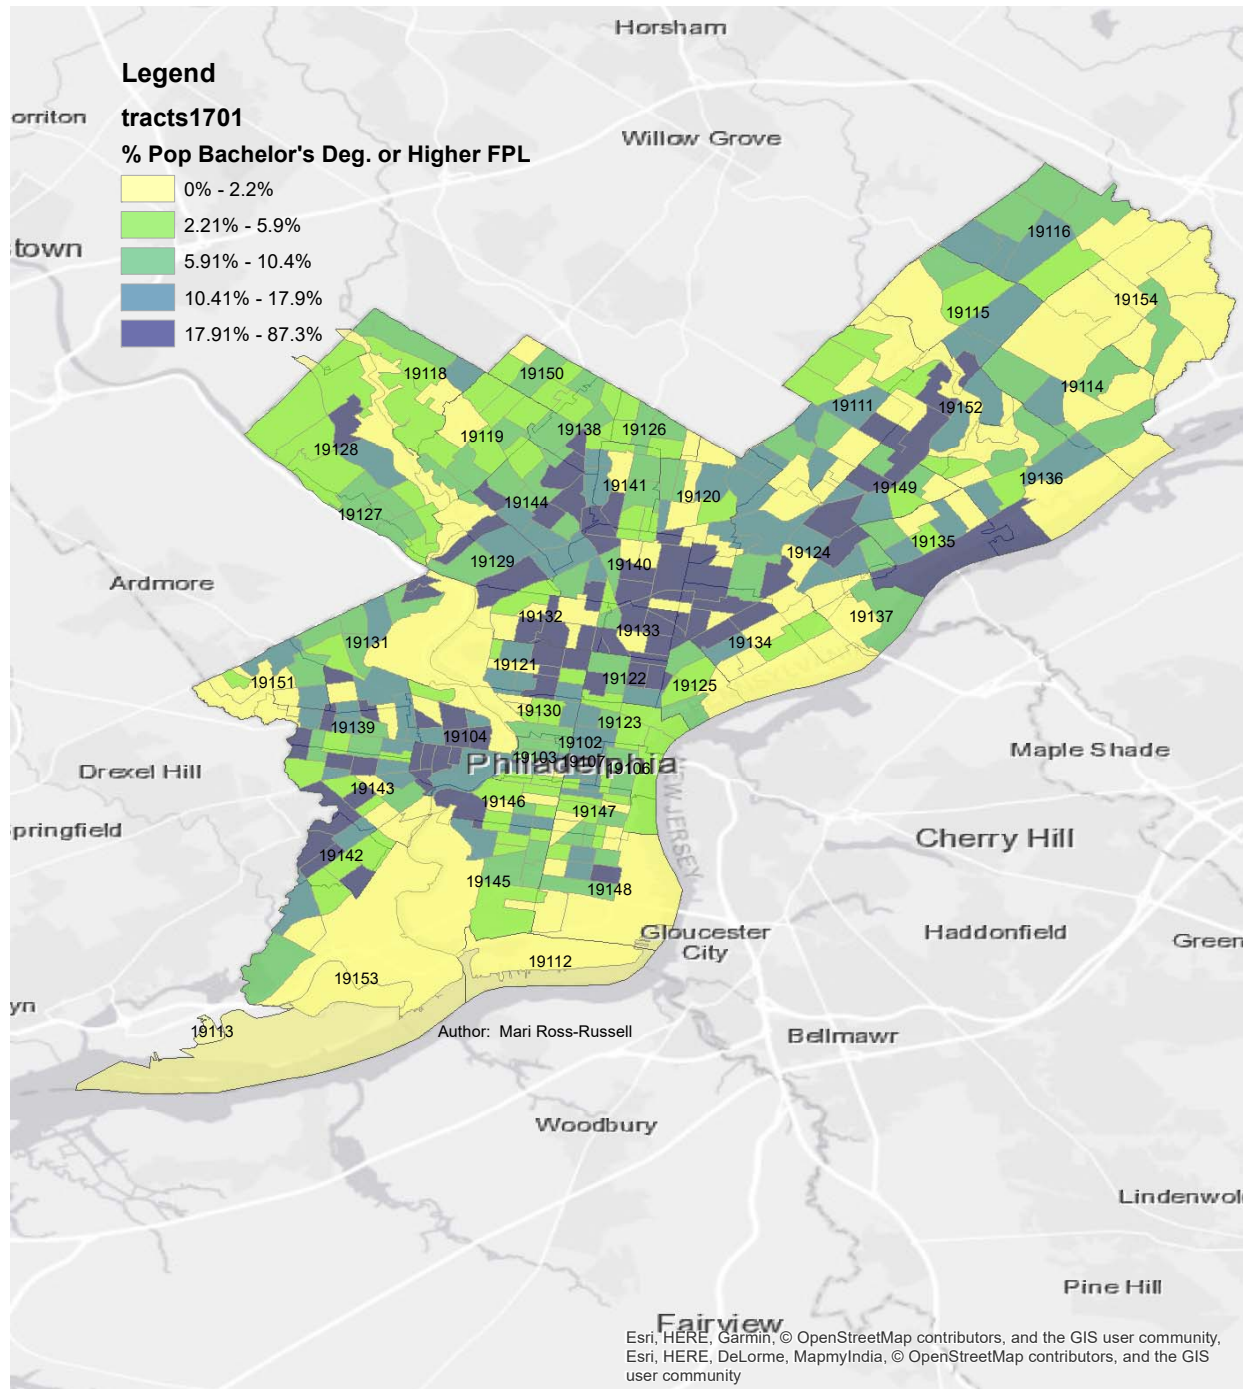 Horsham
Legend
orriton
tracts1701
Willow Grove
% Pop Bachelor's Deg. or Higher FPL
0% - 2.2%
2.21% - 5.9%
19116
town
5.91% - 10.4%
10.41% - 17.9%
19154
19115
17.91% - 87.3%
19118
19150
19114
19111
19152
19138
19126
19119
19128
19141
19136
19149
19120
19144
19127
19135
19124
19129
19140
Ardmore
19132
19137
19133
19131
19134
19121
19122
19151
19125
19130
19123
19139
19104
19102
Maple Shade
19103
19107
19106
Philadelphia
Drexel Hill
19143
19146
19147
pringfield
NEW JERSEY
Cherry Hill
19142
19145
19148
Gloucester
City
Haddonfield
Green
19112
19153
yn
19113
Author: Mari Ross-Russell
Bellmawr
Woodbury
Lindenwol
Pine Hill
Fairview
Esri, HERE, Garmin, © OpenStreetMap contributors, and the GIS user community,
Esri, HERE, DeLorme, MapmyIndia, © OpenStreetMap contributors, and the GIS
user community